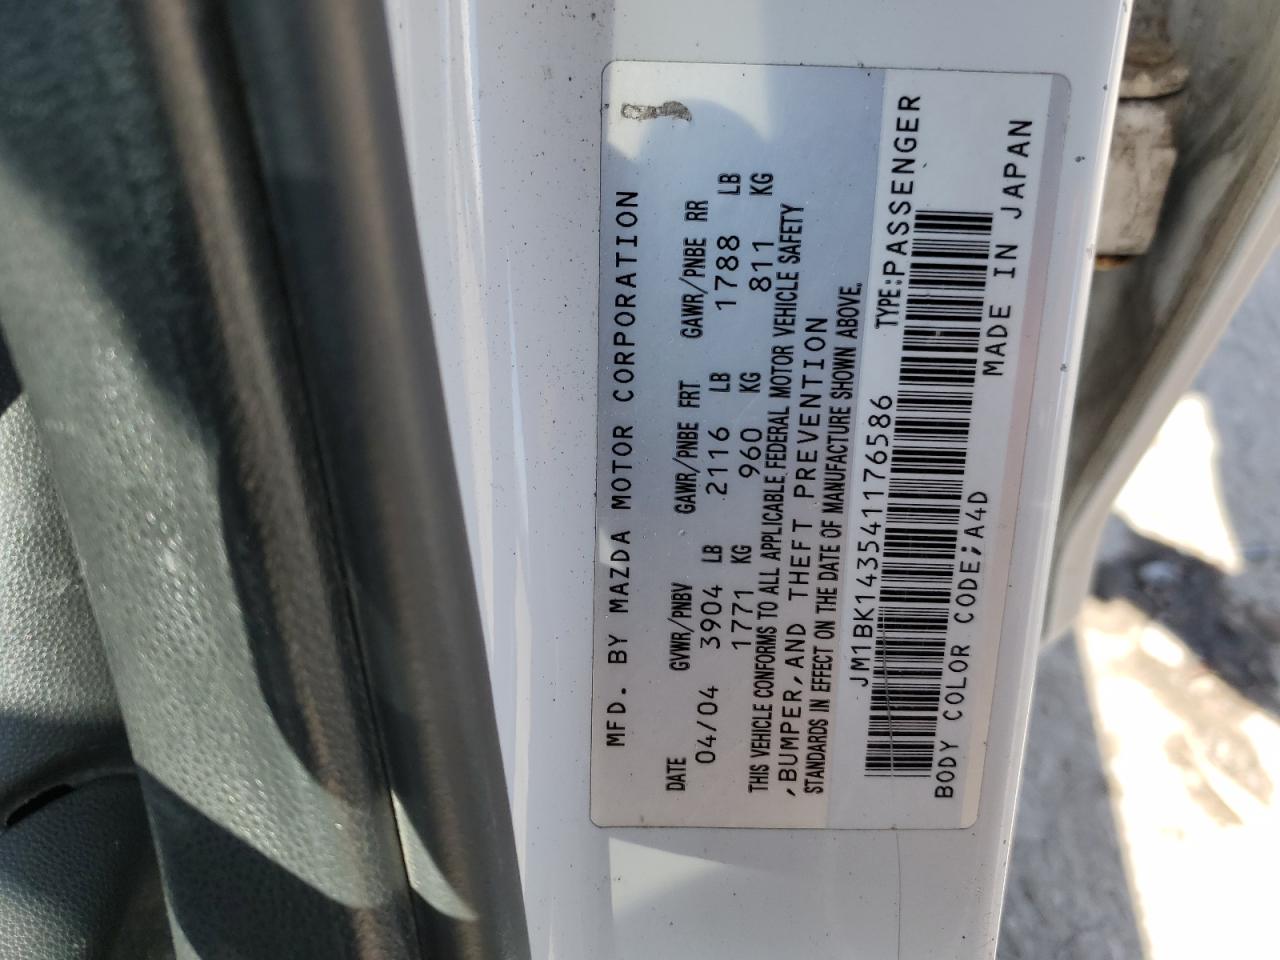 MFD. BY MAZDA MOTOR CORPORATION
DATE GVWR/PNBV GAWR/PNBE FRT GAWR/PNBE RR
04/04 3904 LB 2116 LB 1788 LB
1771 KG 960 KG 811 KG
THIS VEHICLE CONFORMS TO ALL APPLICABLE FEDERAL MOTOR VEHICLE SAFETY
,BUMPER,AND THEFT PREVENTION
STANDARDS IN EFFECT ON THE DATE OF MANUFACTURE SHOWN ABOVE.
JM1BK143541176586 TYPE:PASSENGER
BODY COLOR CODE;A4D MADE IN JAPAN